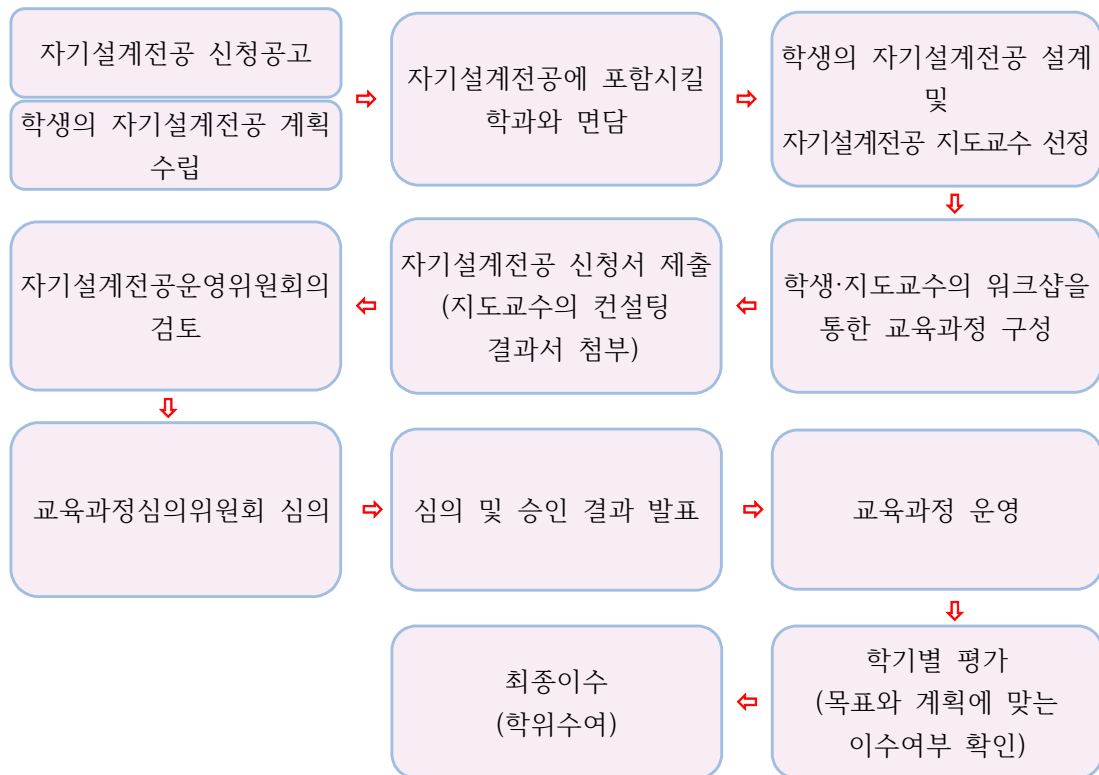 자기설계전공 신청공고
학생의 자기설계전공 계획
수립
자기설계전공에 포함시킬
학과와 면담
학생의 자기설계전공 설계
및
자기설계전공 지도교수 선정
학생·지도교수의 워크샵을
통한 교육과정 구성
자기설계전공 신청서 제출
(지도교수의 컨설팅
결과서 첨부)
자기설계전공운영위원회의
검토
교육과정심의위원회 심의
심의 및 승인 결과 발표
교육과정 운영
학기별 평가
(목표와 계획에 맞는
이수여부 확인)
최종이수
(학위수여)